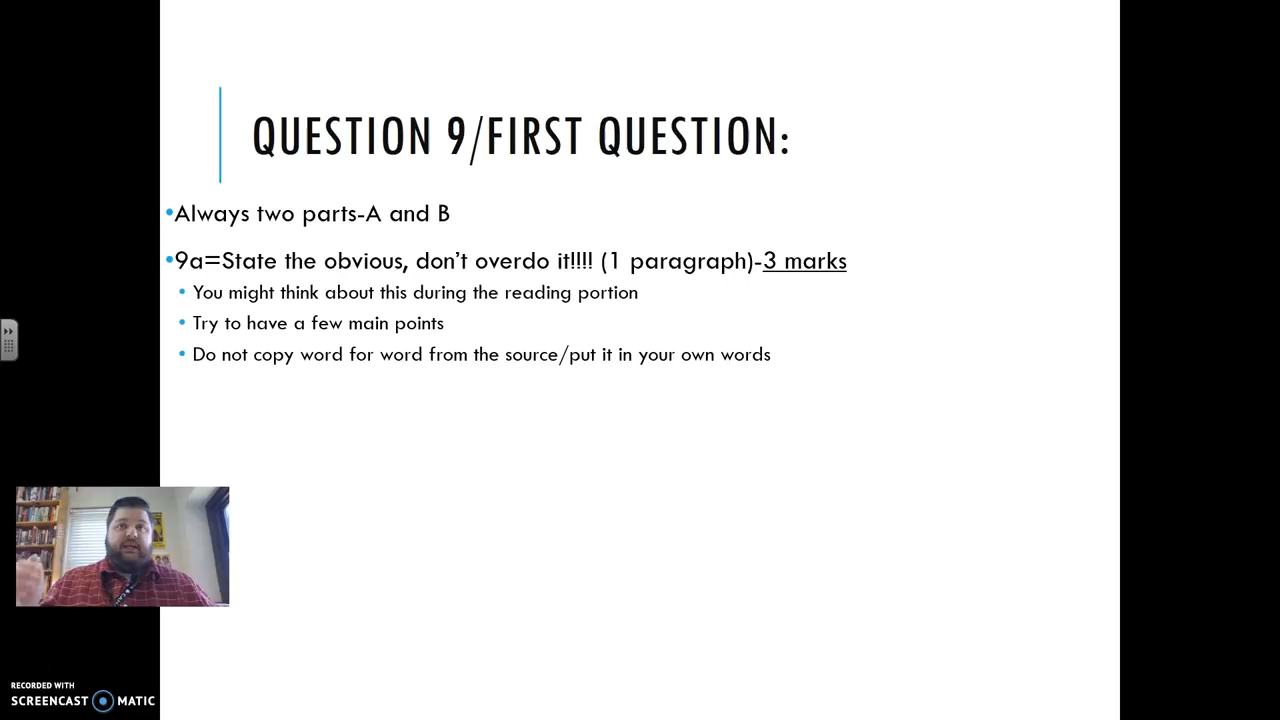 QUESTION 9/FIRST QUESTION:
•Always two parts-A and B
•9a=State the obvious, don't overdo it!!!! (1 paragraph)-3 marks
• You might think about this during the reading portion
• Try to have a few main points
• Do not copy word for word from the source/put it in your own words
RECORDED WITH
SCREENCAST MATIC